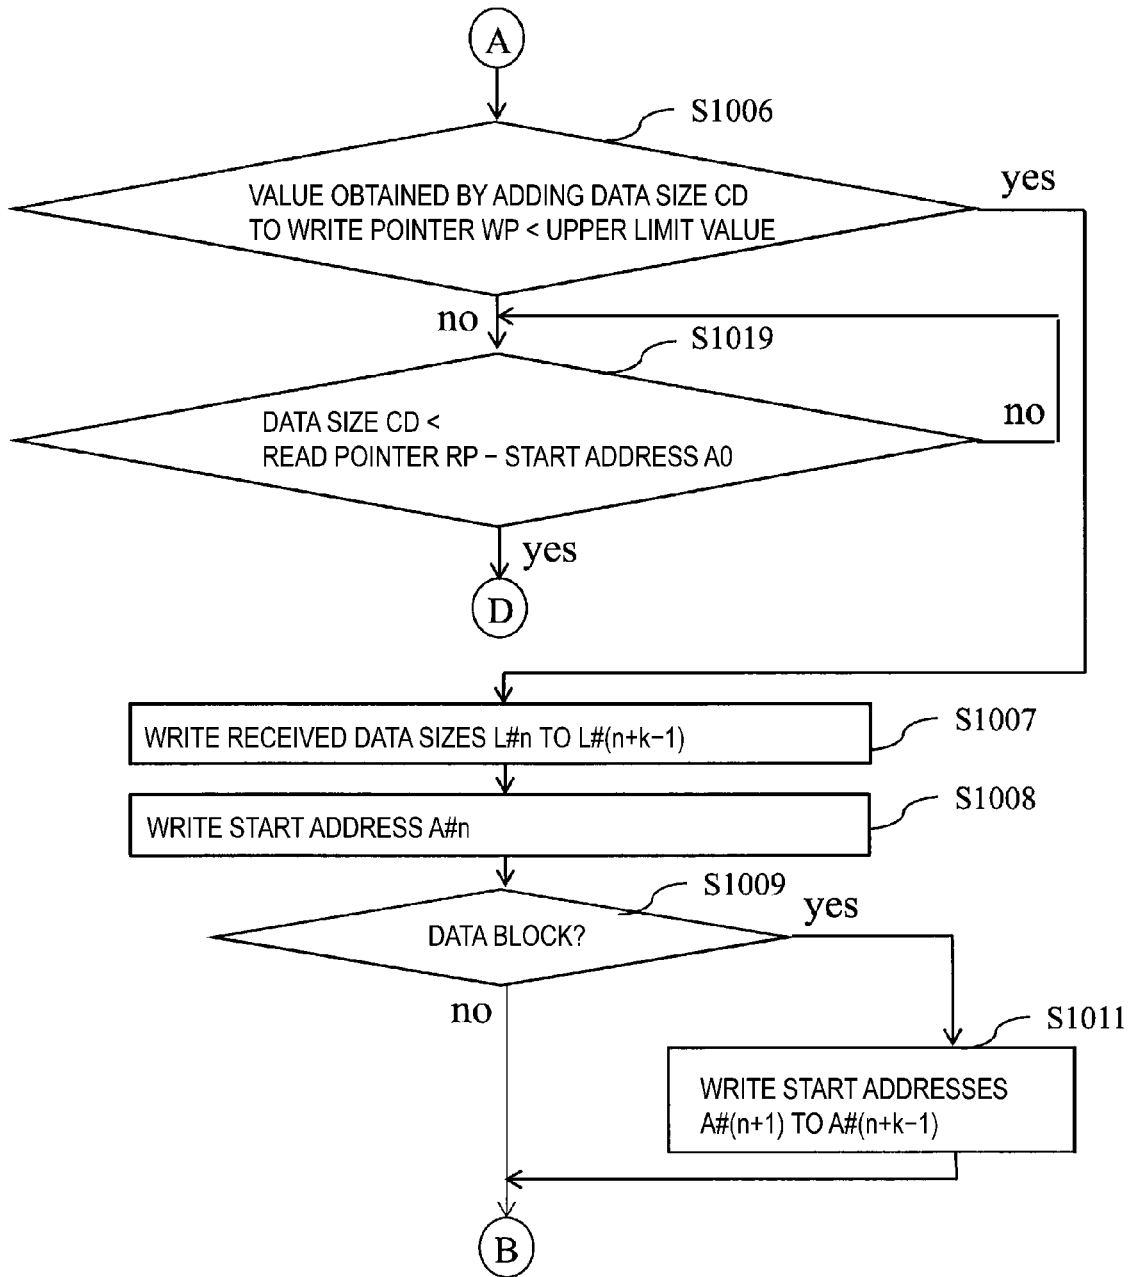 A
S1006
yes
VALUE OBTAINED BY ADDING DATA SIZE CD
TO WRITE POINTER WP < UPPER LIMIT VALUE
no
S1019
DATA SIZE CD <
READ POINTER RP − START ADDRESS A0
no
yes
D
WRITE RECEIVED DATA SIZES L#n TO L#(n+k−1)
S1007
WRITE START ADDRESS A#n
S1008
S1009
DATA BLOCK?
yes
no
S1011
WRITE START ADDRESSES
A#(n+1) TO A#(n+k−1)
B